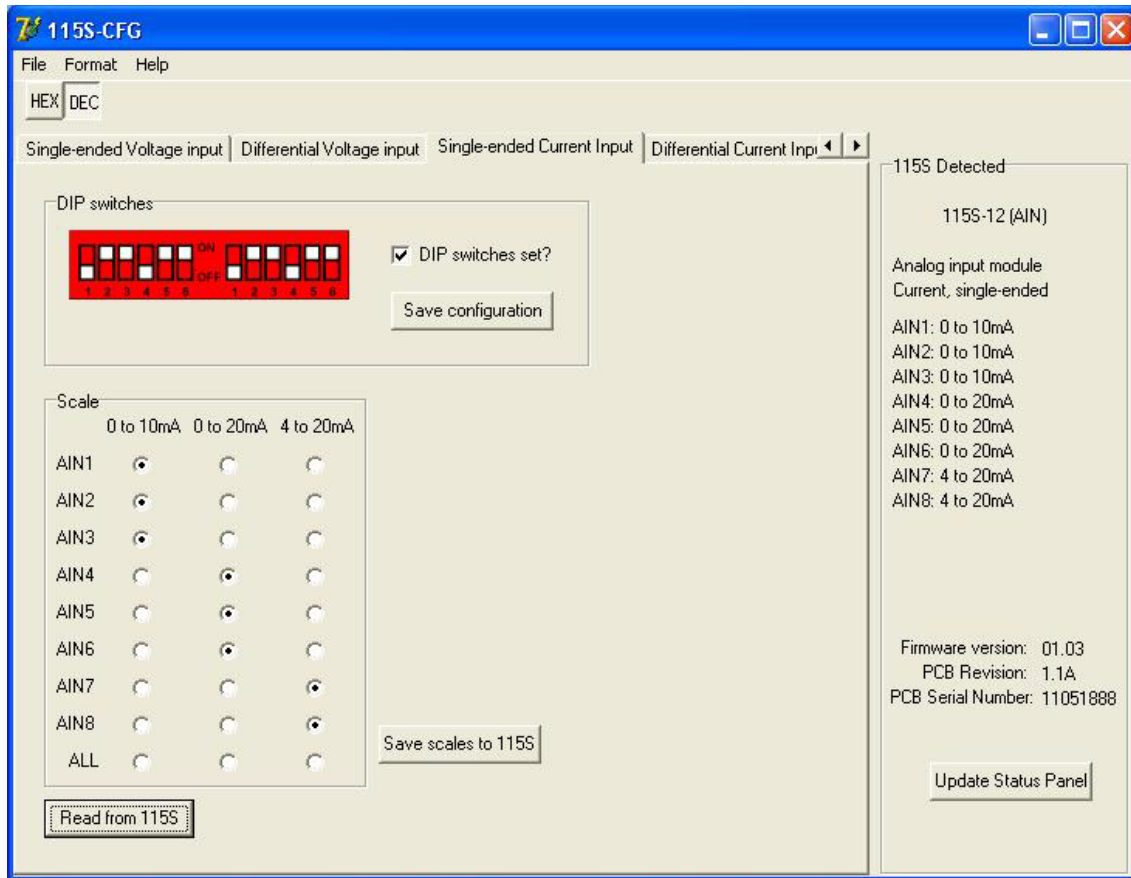 115S-CFG
File Format Help
HEX DEC
Single-ended Voltage input Differential Voltage input Single-ended Current Input Differential Current Inpu
DIP switches
ON
OFF
1 2 3 4 5 6 1 2 3 4 5 6
DIP switches set?
Save configuration
Scale
0 to 10mA 0 to 20mA 4 to 20mA
AIN1
AIN2
AIN3
AIN4
AIN5
AIN6
AIN7
AIN8
ALL
Save scales to 115S
Read from 115S
115S Detected
115S-12 (AIN)
Analog input module
Current, single-ended
AIN1: 0 to 10mA
AIN2: 0 to 10mA
AIN3: 0 to 10mA
AIN4: 0 to 20mA
AIN5: 0 to 20mA
AIN6: 0 to 20mA
AIN7: 4 to 20mA
AIN8: 4 to 20mA
Firmware version: 01.03
PCB Revision: 1.1A
PCB Serial Number: 11051888
Update Status Panel